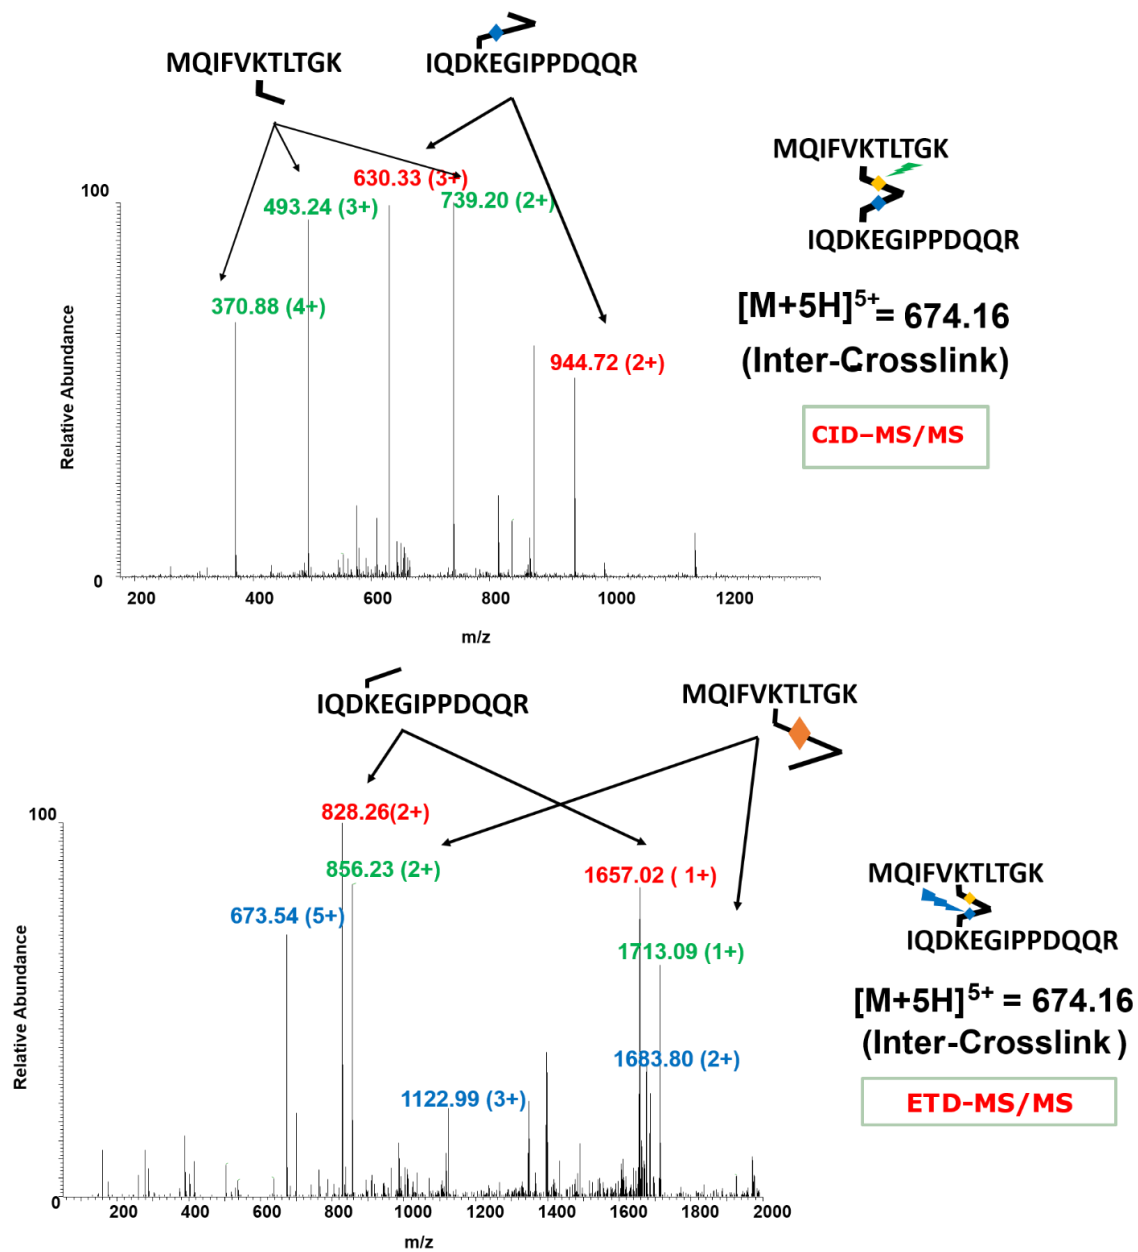 MQIFVKTLTGK
IQDKEGIPPDQQR
100
630.33 (3+)
493.24 (3+)
739.20 (2+)
370.88 (4+)
944.72 (2+)
Relative Abundance
0
200 400 600 800 1000 1200
m/z
MQIFVKTLTGK
IQDKEGIPPDQQR
[M+5H]5+ = 674.16
(Inter-Crosslink)
CID–MS/MS
IQDKEGIPPDQQR
MQIFVKTLTGK
100
828.26(2+)
856.23 (2+)
673.54 (5+)
1657.02 ( 1+)
1713.09 (1+)
1683.80 (2+)
1122.99 (3+)
Relative Abundance
0
200 400 600 800 1000 1200 1400 1600 1800 2000
m/z
MQIFVKTLTGK
IQDKEGIPPDQQR
[M+5H]5+ = 674.16
(Inter-Crosslink )
ETD-MS/MS